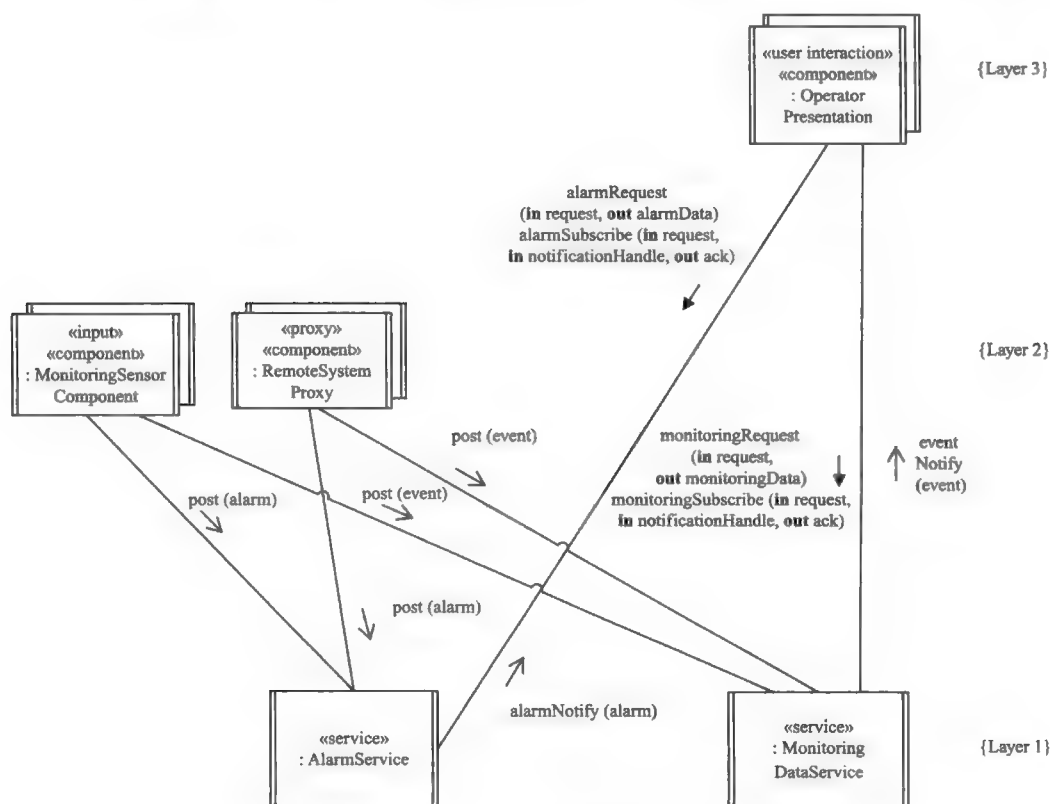 «user interaction»
«component»
: Operator
Presentation
{Layer 3}
alarmRequest
(in request, out alarmData)
alarmSubscribe (in request,
in notificationHandle, out ack)
«input»
«component»
: MonitoringSensor
Component
«proxy»
«component»
: RemoteSystem
Proxy
{Layer 2}
post (event)
monitoringRequest
(in request,
out monitoringData)
monitoringSubscribe (in request,
in notificationHandle, out ack)
event
Notify
(event)
post (alarm)
post (event)
post (alarm)
alarmNotify (alarm)
«service»
: AlarmService
«service»
: Monitoring
DataService
{Layer 1}